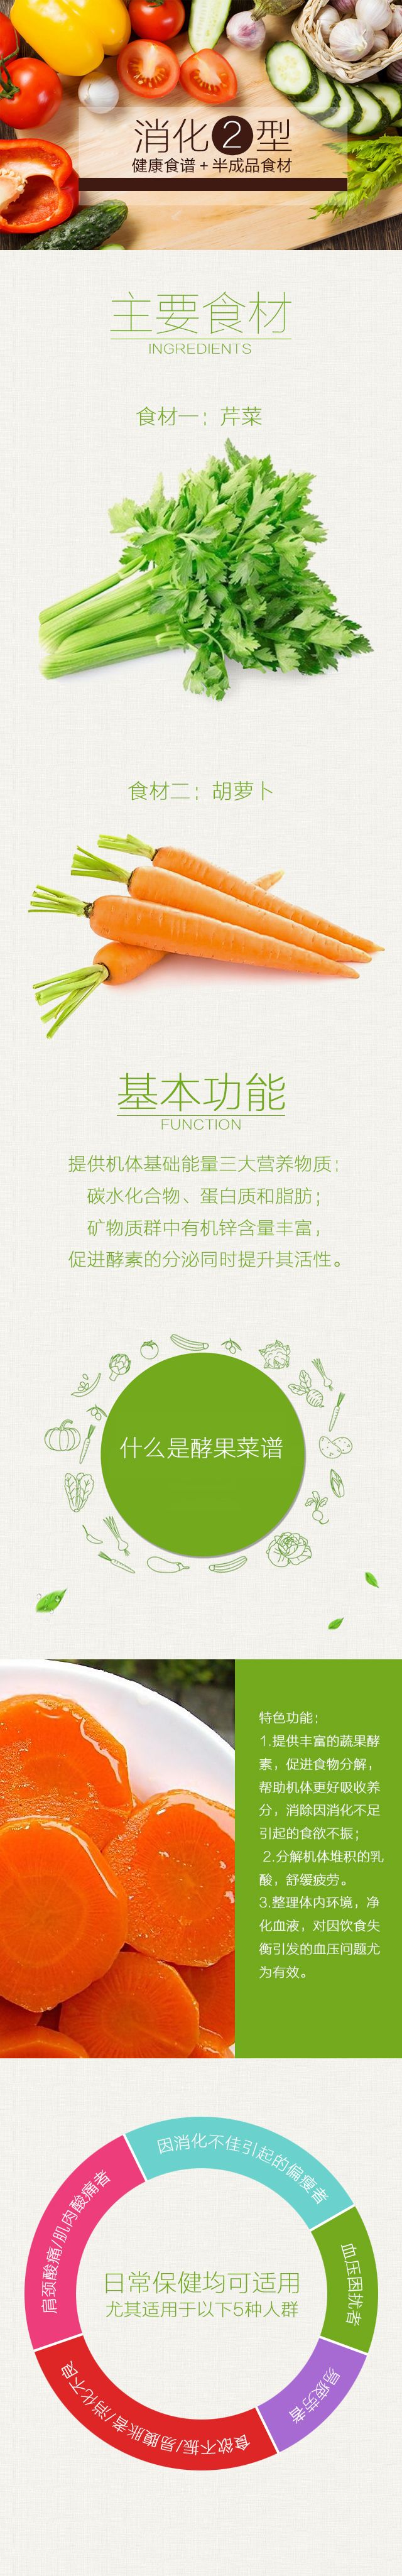 消化2型
健康食谱+半成品食材
主要食材
INGREDIENTS
食材一：芹菜
食材二：胡萝卜
基本功能
FUNCTION
提供机体基础能量三大营养物质：
碳水化合物、蛋白质和脂肪；
矿物质群中有机锌含量丰富，
促进酵素的分泌同时提升其活性。
什么是酵果菜谱
特色功能：
1.提供丰富的蔬果酵
素，促进食物分解，
帮助机体更好吸收养
分，消除因消化不足
引起的食欲不振；
2.分解机体堆积的乳
酸，舒缓疲劳。
3.整理体内环境，净
化血液，对因饮食失
衡引发的血压问题尤
为有效。
因消化不佳引起的偏瘦者
血压困扰者
易疲劳者
食欲不振/易腹胀者/消化不良
肩颈酸痛/肌肉酸痛者
日常保健均可适用
尤其适用于以下5种人群